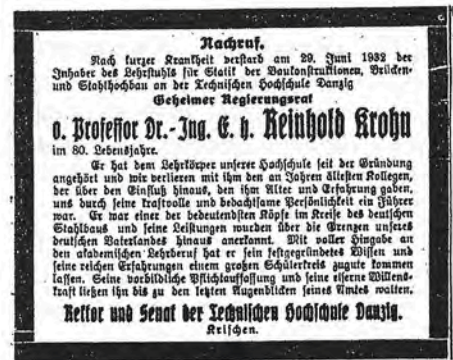 Nachruf.
Nach kurzer Krankheit verstarb am 29. Juni 1932 der
Inhaber des Lehrstuhls für Statik der Baukonstruktionen, Brücken-
und Stahlhochbau an der Technischen Hochschule Danzig
Geheimer Regierungsrat
o. Professor Dr.-Ing. E. h. Reinhold Krohn
im 80. Lebensjahre.
Er hat dem Lehrkörper unserer Hochschule seit der Gründung
angehört und wir verlieren mit ihm den an Jahren ältesten Kollegen,
der über den Einfluß hinaus, den ihm Alter und Erfahrung gaben,
uns durch seine kraftvolle und bedachtsame Persönlichkeit ein Führer
war. Er war einer der bedeutendsten Köpfe im Kreise des deutschen
Stahlbaus und seine Leistungen wurden über die Grenzen unseres
deutschen Vaterlandes hinaus anerkannt. Mit voller Hingabe an
den akademischen Lehrberuf hat er sein festgegründetes Wissen und
seine reichen Erfahrungen einem großen Schülerkreis zugute kommen
lassen. Seine vorbildliche Pflichtauffassung und seine eiserne Willens-
kraft ließen ihn bis zu den letzten Augenblicken seines Amtes walten.
Rektor und Senat der Technischen Hochschule Danzig.
Krischen.